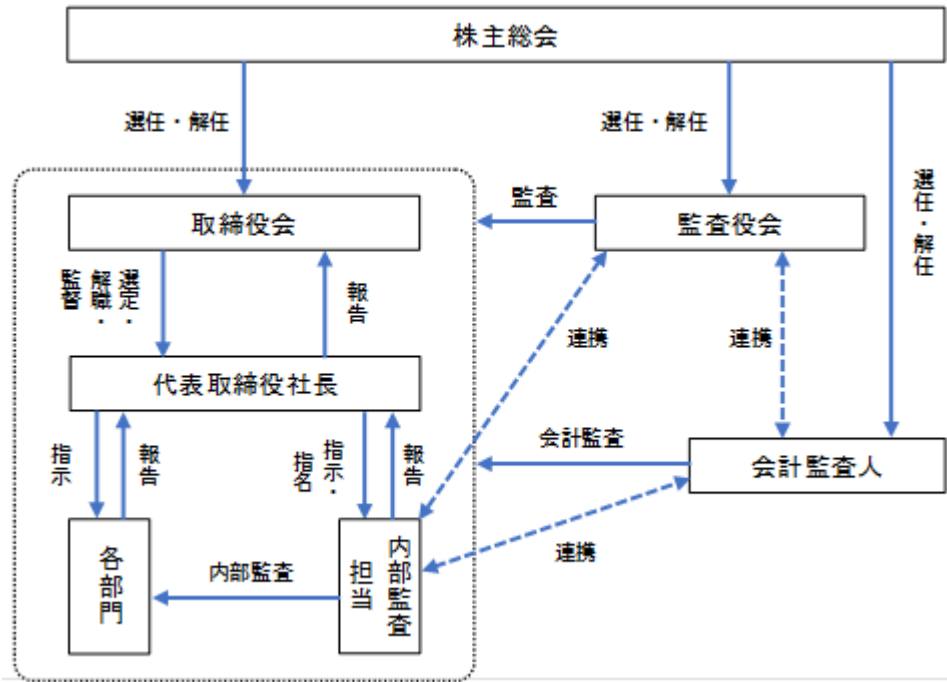 株主総会
選任・解任
選任・解任
選任・解任
取締役会
監査
監査役会
選定・
解職・
監督
報告
連携
連携
代表取締役社長
指示
報告
指示・
指名
報告
会計監査
会計監査人
各部門
内部監査
内部監査
担当
連携